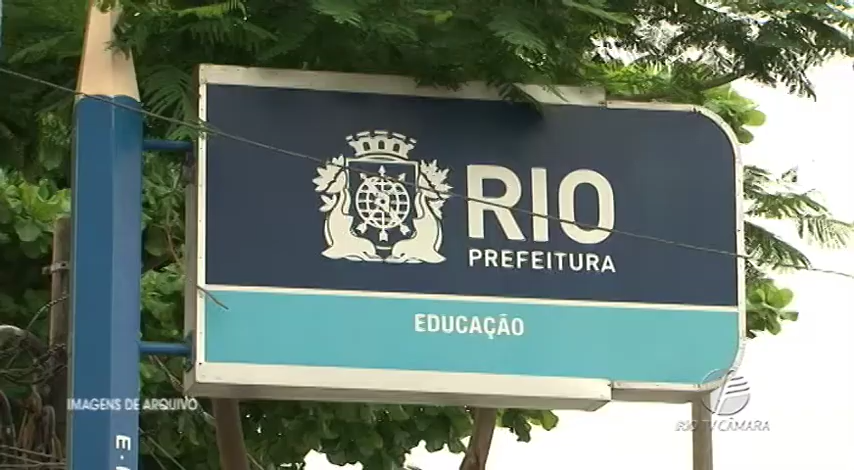 RIO
PREFEITURA
EDUCAÇÃO
IMAGENS DE ARQUIVO
RIO TV CÂMARA
E-